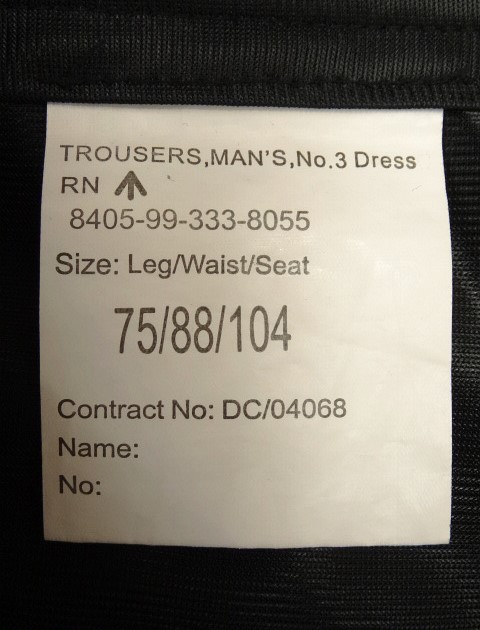 TROUSERS,MAN'S,No.3 Dress
RN
8405-99-333-8055
Size: Leg/Waist/Seat
75/88/104
Contract No: DC/04068
Name:
No: